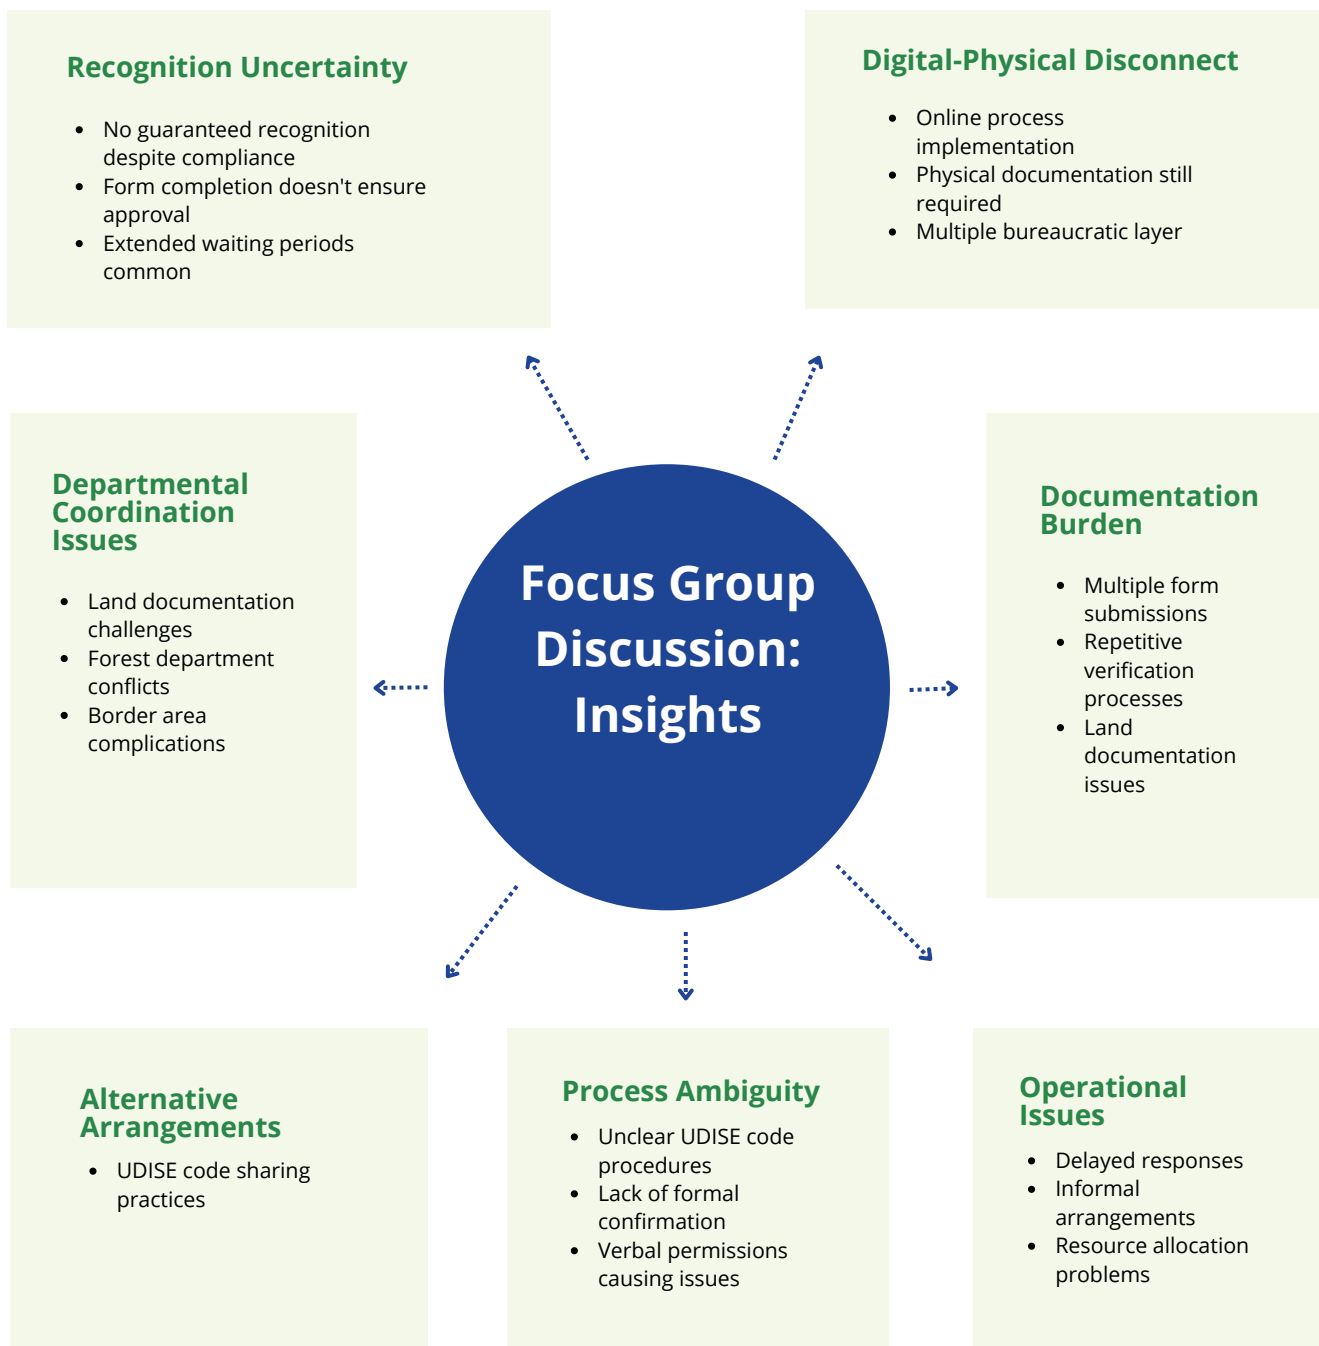 Recognition Uncertainty
• No guaranteed recognition
despite compliance
• Form completion doesn't ensure
approval
• Extended waiting periods
common
Digital-Physical Disconnect
• Online process
implementation
• Physical documentation still
required
• Multiple bureaucratic layer
Departmental
Coordination
Issues
• Land documentation
challenges
• Forest department
conflicts
• Border area
complications
Focus Group
Discussion:
Insights
Documentation
Burden
• Multiple form
submissions
• Repetitive
verification
processes
• Land
documentation
issues
Alternative
Arrangements
• UDISE code sharing
practices
Process Ambiguity
• Unclear UDISE code
procedures
• Lack of formal
confirmation
• Verbal permissions
causing issues
Operational
Issues
• Delayed responses
• Informal
arrangements
• Resource allocation
problems